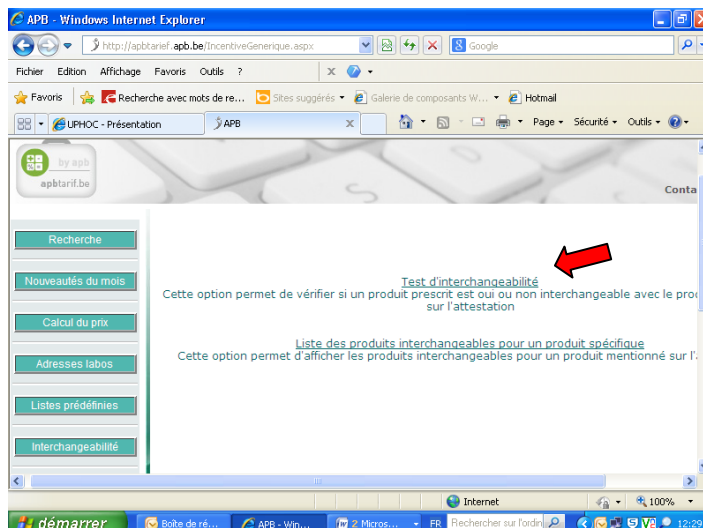 APB - Windows Internet Explorer
http://apbtarief.apb.be/IncentiveGenerique.aspx
Google
Fichier Edition Affichage Favoris Outils ?
Favoris Recherche avec mots de re... Sites suggérés Galerie de composants W... Hotmail
UPHOC - Présentation APB Page Sécurité Outils
by apb
apbtarif.be
Conta
Recherche
Nouveautés du mois
Calcul du prix
Adresses labos
Listes prédéfinies
Interchangeabilité
Test d'interchangeabilité
Cette option permet de vérifier si un produit prescrit est oui ou non interchangeable avec le prod
sur l'attestation
Liste des produits interchangeables pour un produit spécifique
Cette option permet d'afficher les produits interchangeables pour un produit mentionné sur l'
Internet 100%
démarrer Boîte de ré... APB - Win... 2 Micros... FR Rechercher sur l'ordin 12:29